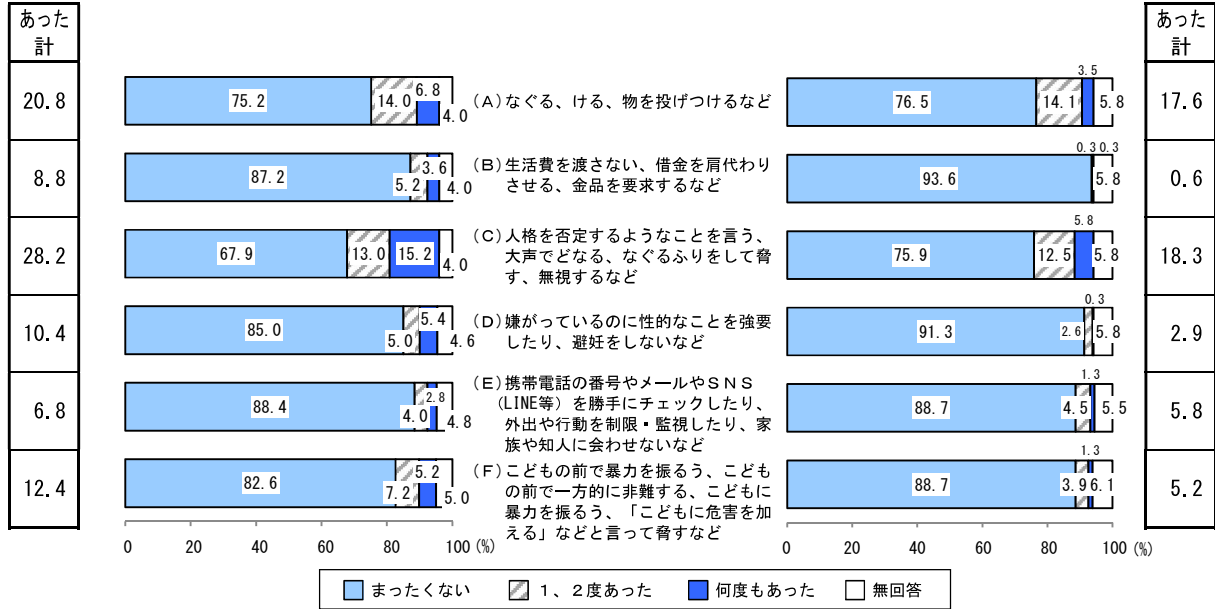 あった
計
20.8
8.8
28.2
10.4
6.8
12.4
75.2 14.0 6.8 4.0
87.2 5.2 3.6 4.0
67.9 13.0 15.2 4.0
85.0 5.0 5.4 4.6
88.4 4.0 2.8 4.8
82.6 7.2 5.2 5.0
0 20 40 60 80 100 (%)
(A) なぐる、ける、物を投げつけるなど
(B) 生活費を渡さない、借金を肩代わり
させる、金品を要求するなど
(C) 人格を否定するようなことを言う、
大声でどなる、なぐるふりをして脅
す、無視するなど
(D) 嫌がっているのに性的なことを強要
したり、避妊をしないなど
(E) 携帯電話の番号やメールやSNS
(LINE等) を勝手にチェックしたり、
外出や行動を制限・監視したり、家
族や知人に会わせないなど
(F) こどもの前で暴力を振るう、こども
の前で一方的に非難する、こどもに
暴力を振るう、「こどもに危害を加
える」などと言って脅すなど
76.5 14.1 3.5 5.8
93.6 0.3 0.3 5.8
75.9 12.5 5.8 5.8
91.3 2.6 0.3 5.8
88.7 4.5 1.3 5.5
88.7 3.9 1.3 6.1
0 20 40 60 80 100 (%)
あった
計
17.6
0.6
18.3
2.9
5.8
5.2
まったくない 1、2度あった 何度もあった 無回答